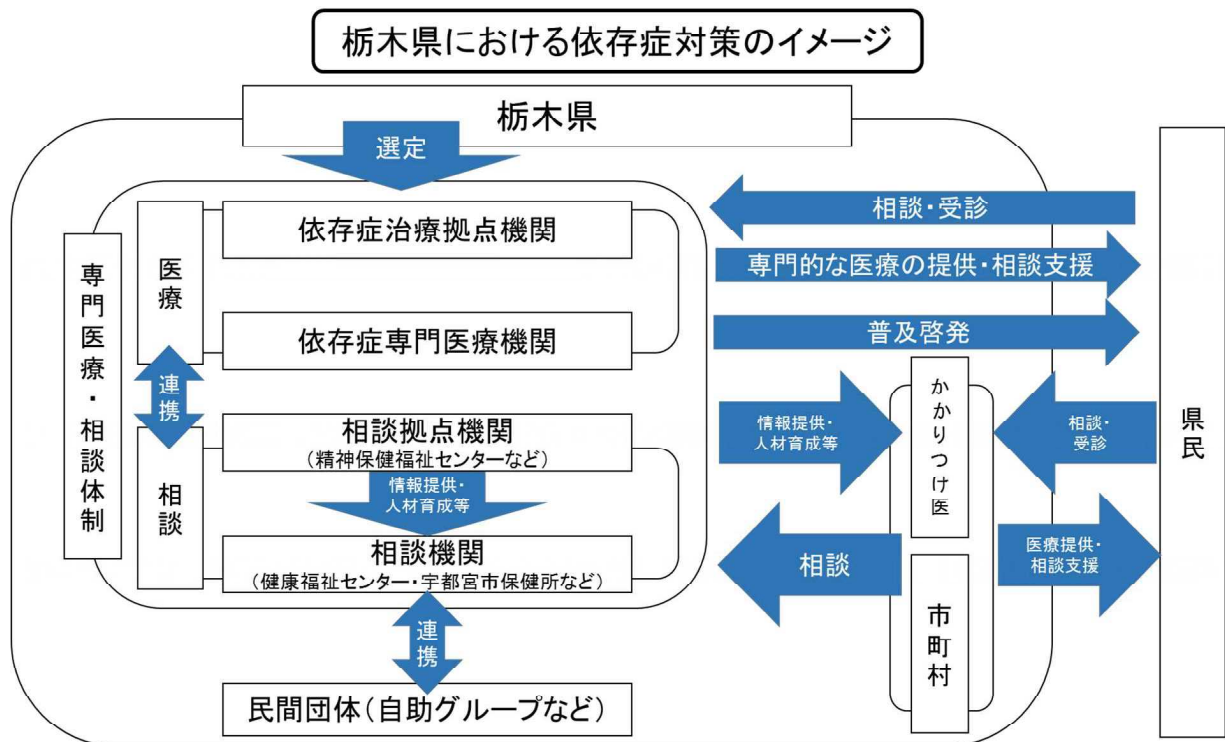 栃木県における依存症対策のイメージ
栃木県
選定
専門医療・相談体制
医療
依存症治療拠点機関
依存症専門医療機関
連携
相談
相談拠点機関
(精神保健福祉センターなど)
情報提供・
人材育成等
相談機関
(健康福祉センター・宇都宮市保健所など)
連携
民間団体(自助グループなど)
相談・受診
専門的な医療の提供・相談支援
普及啓発
情報提供・
人材育成等
かかりつけ医
相談・
受診
相談
市町村
医療提供・
相談支援
県民